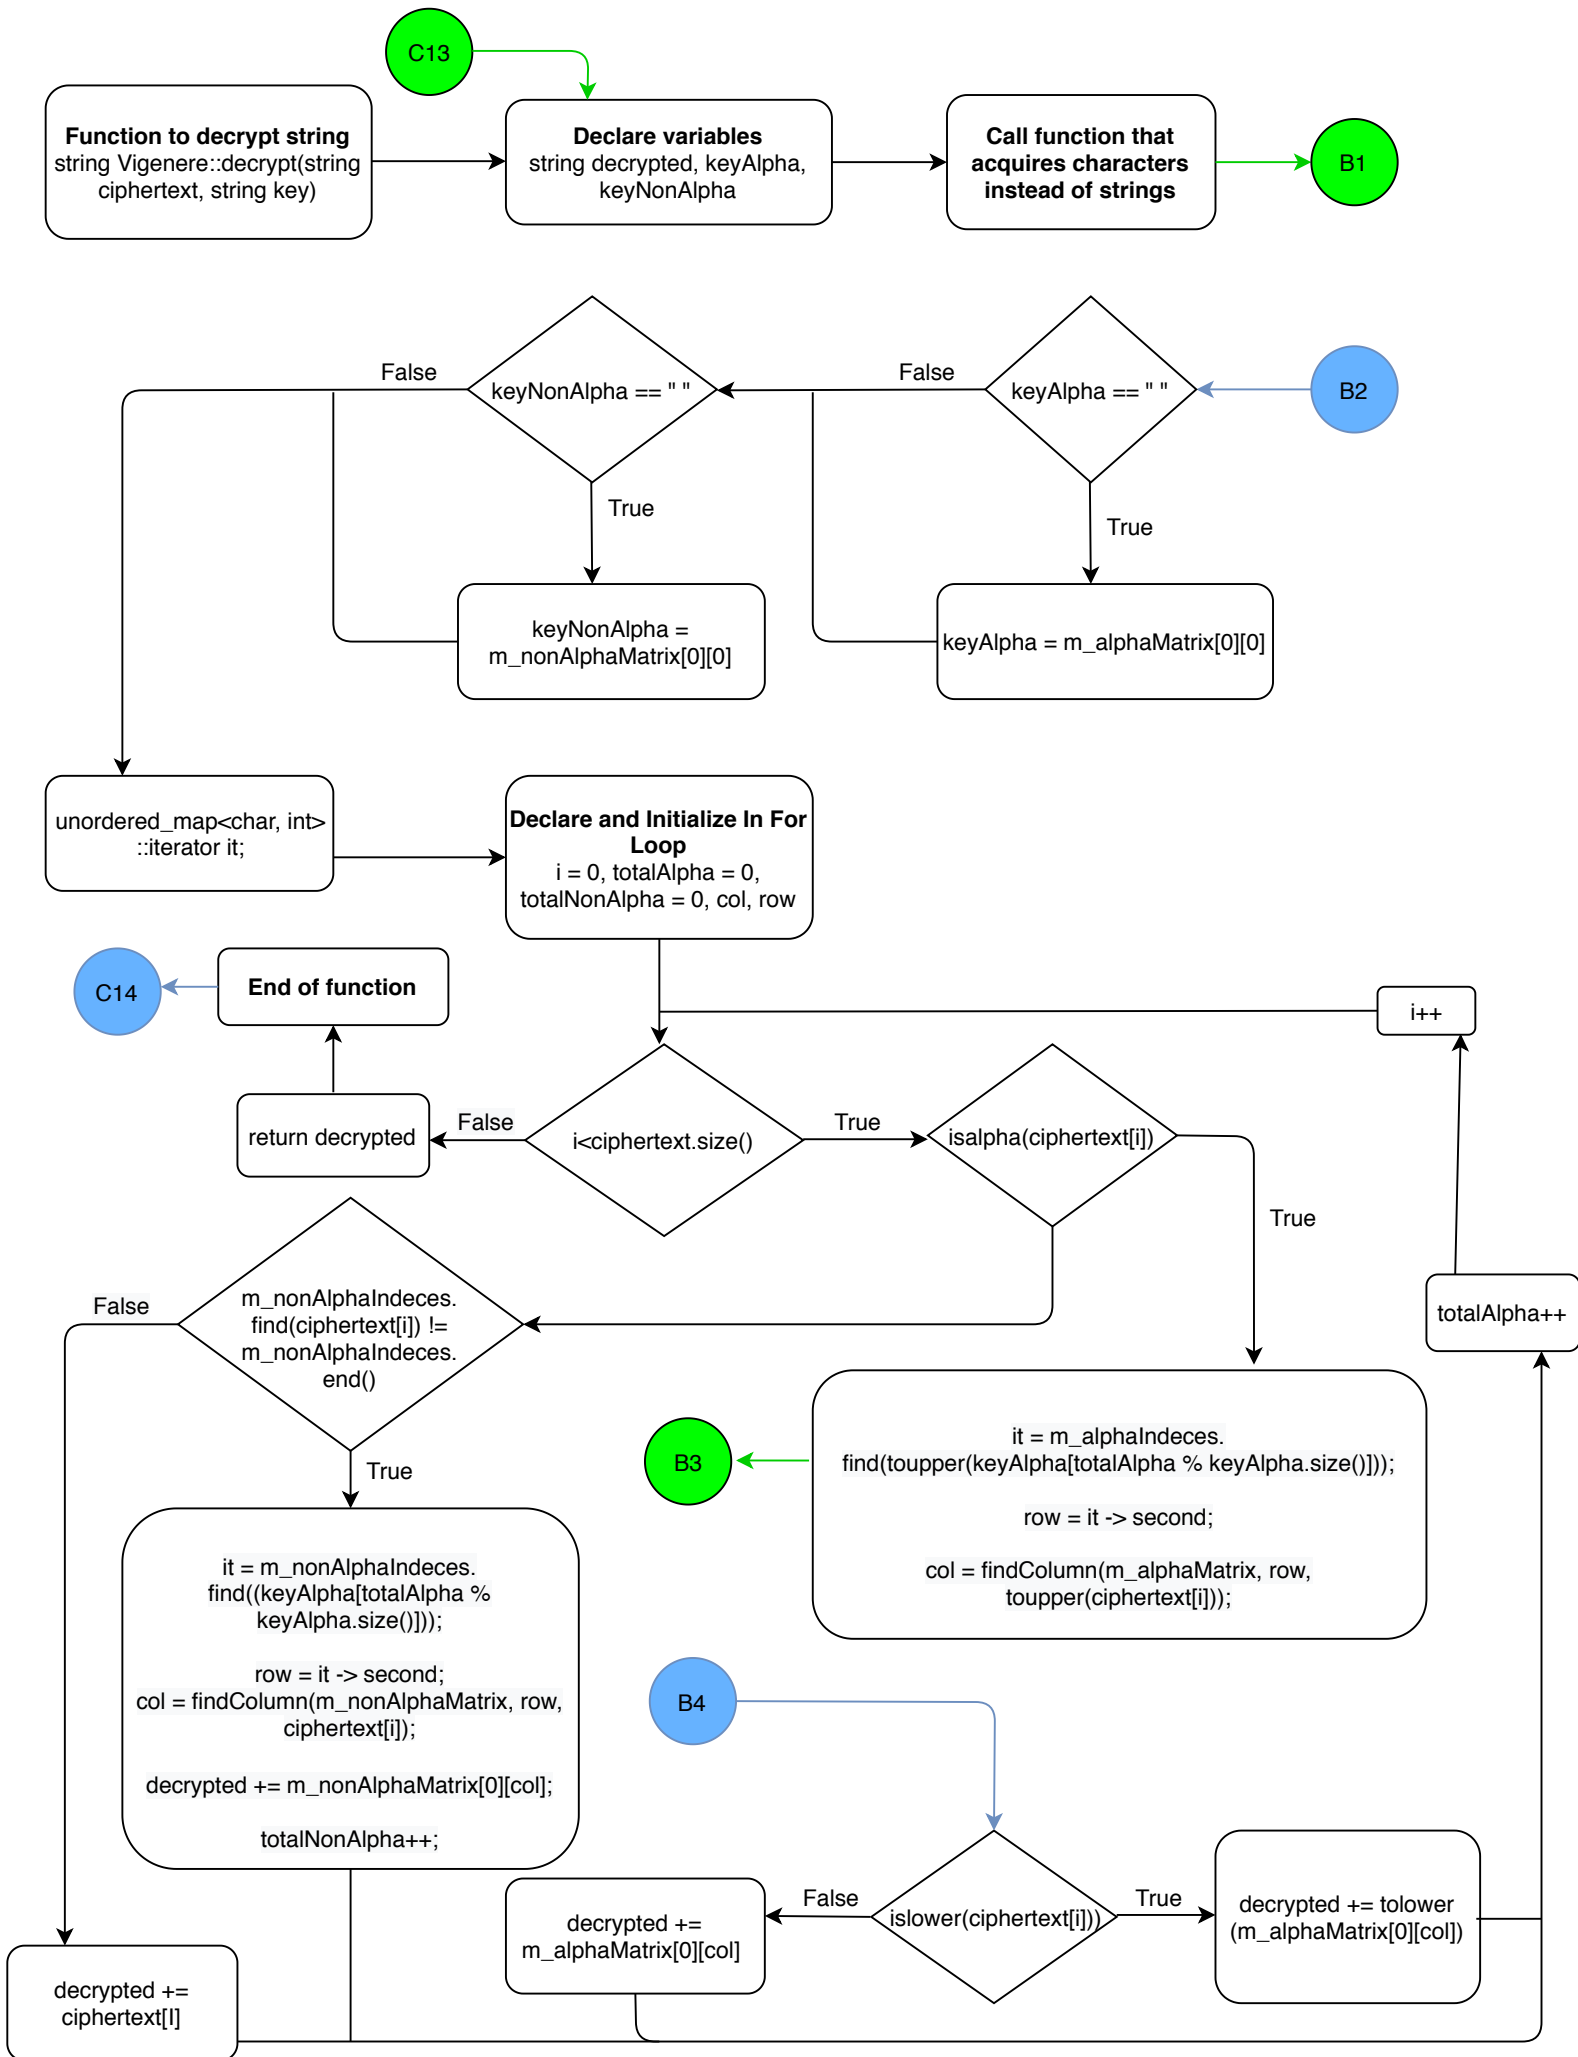 C13
Function to decrypt string
string Vigenere::decrypt(string
ciphertext, string key)
Declare variables
string decrypted, keyAlpha,
keyNonAlpha
Call function that
acquires characters
instead of strings
B1
False
keyNonAlpha == " "
False
keyAlpha == " "
B2
True
True
keyNonAlpha =
m_nonAlphaMatrix[0][0]
keyAlpha = m_alphaMatrix[0][0]
unordered_map<char, int>
::iterator it;
Declare and Initialize In For
Loop
i = 0, totalAlpha = 0,
totalNonAlpha = 0, col, row
C14
End of function
i++
return decrypted
False
i<ciphertext.size()
True
isalpha(ciphertext[i])
True
False
m_nonAlphaIndeces.
find(ciphertext[i]) !=
m_nonAlphaIndeces.
end()
totalAlpha++
True
B3
it = m_alphaIndeces.
find(toupper(keyAlpha[totalAlpha % keyAlpha.size()]));
row = it -> second;
col = findColumn(m_alphaMatrix, row,
toupper(ciphertext[i]));
it = m_nonAlphaIndeces.
find((keyAlpha[totalAlpha %
keyAlpha.size()]));
row = it -> second;
col = findColumn(m_nonAlphaMatrix, row,
ciphertext[i]);
decrypted += m_nonAlphaMatrix[0][col];
totalNonAlpha++;
B4
decrypted +=
m_alphaMatrix[0][col]
False
islower(ciphertext[i]))
True
decrypted += tolower
(m_alphaMatrix[0][col])
decrypted +=
ciphertext[I]